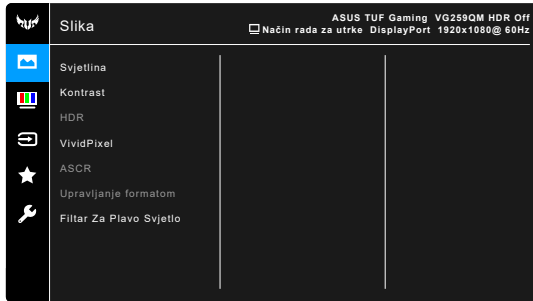 Slika
ASUS TUF Gaming VG259QM HDR Off
Način rada za utrke DisplayPort 1920x1080@ 60Hz
Svjetlina
Kontrast
HDR
VividPixel
ASCR
Upravljanje formatom
Filtar Za Plavo Svjetlo